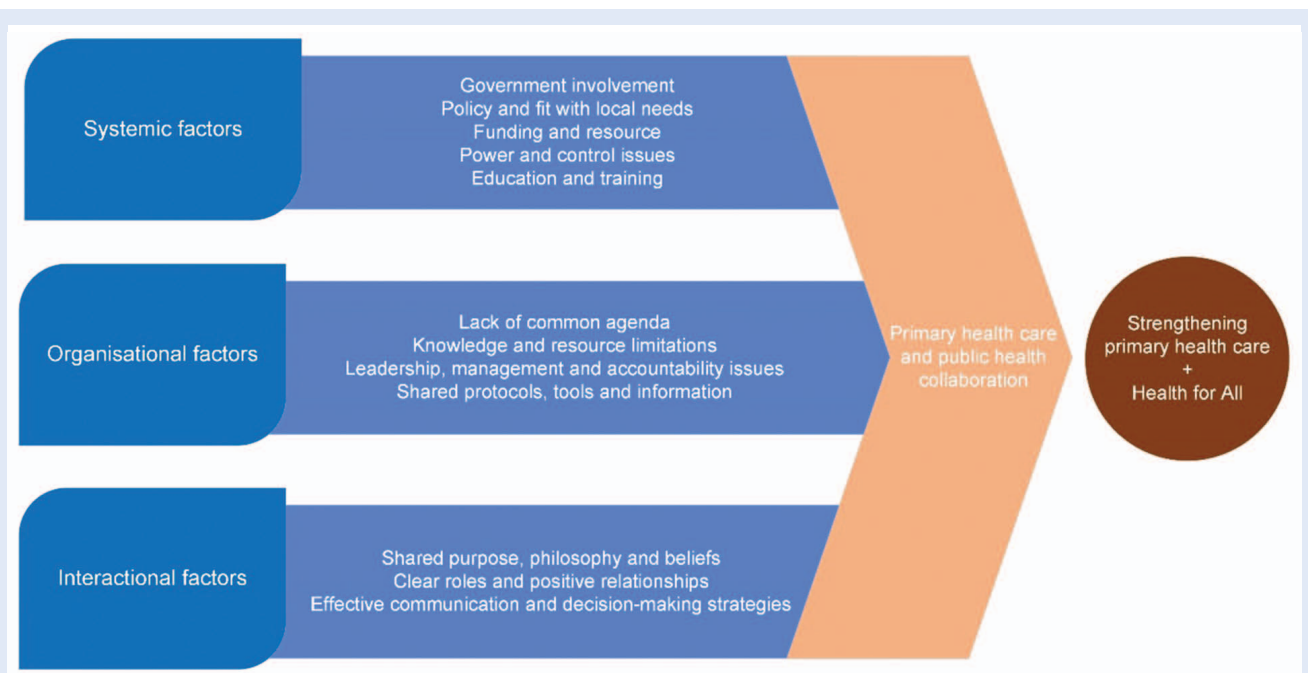 Systemic factors
Government involvement
Policy and fit with local needs
Funding and resource
Power and control issues
Education and training
Organisational factors
Lack of common agenda
Knowledge and resource limitations
Leadership, management and accountability issues
Shared protocols, tools and information
Interactional factors
Shared purpose, philosophy and beliefs
Clear roles and positive relationships
Effective communication and decision-making strategies
Primary health care
and public health
collaboration
Strengthening
primary health care
+
Health for All